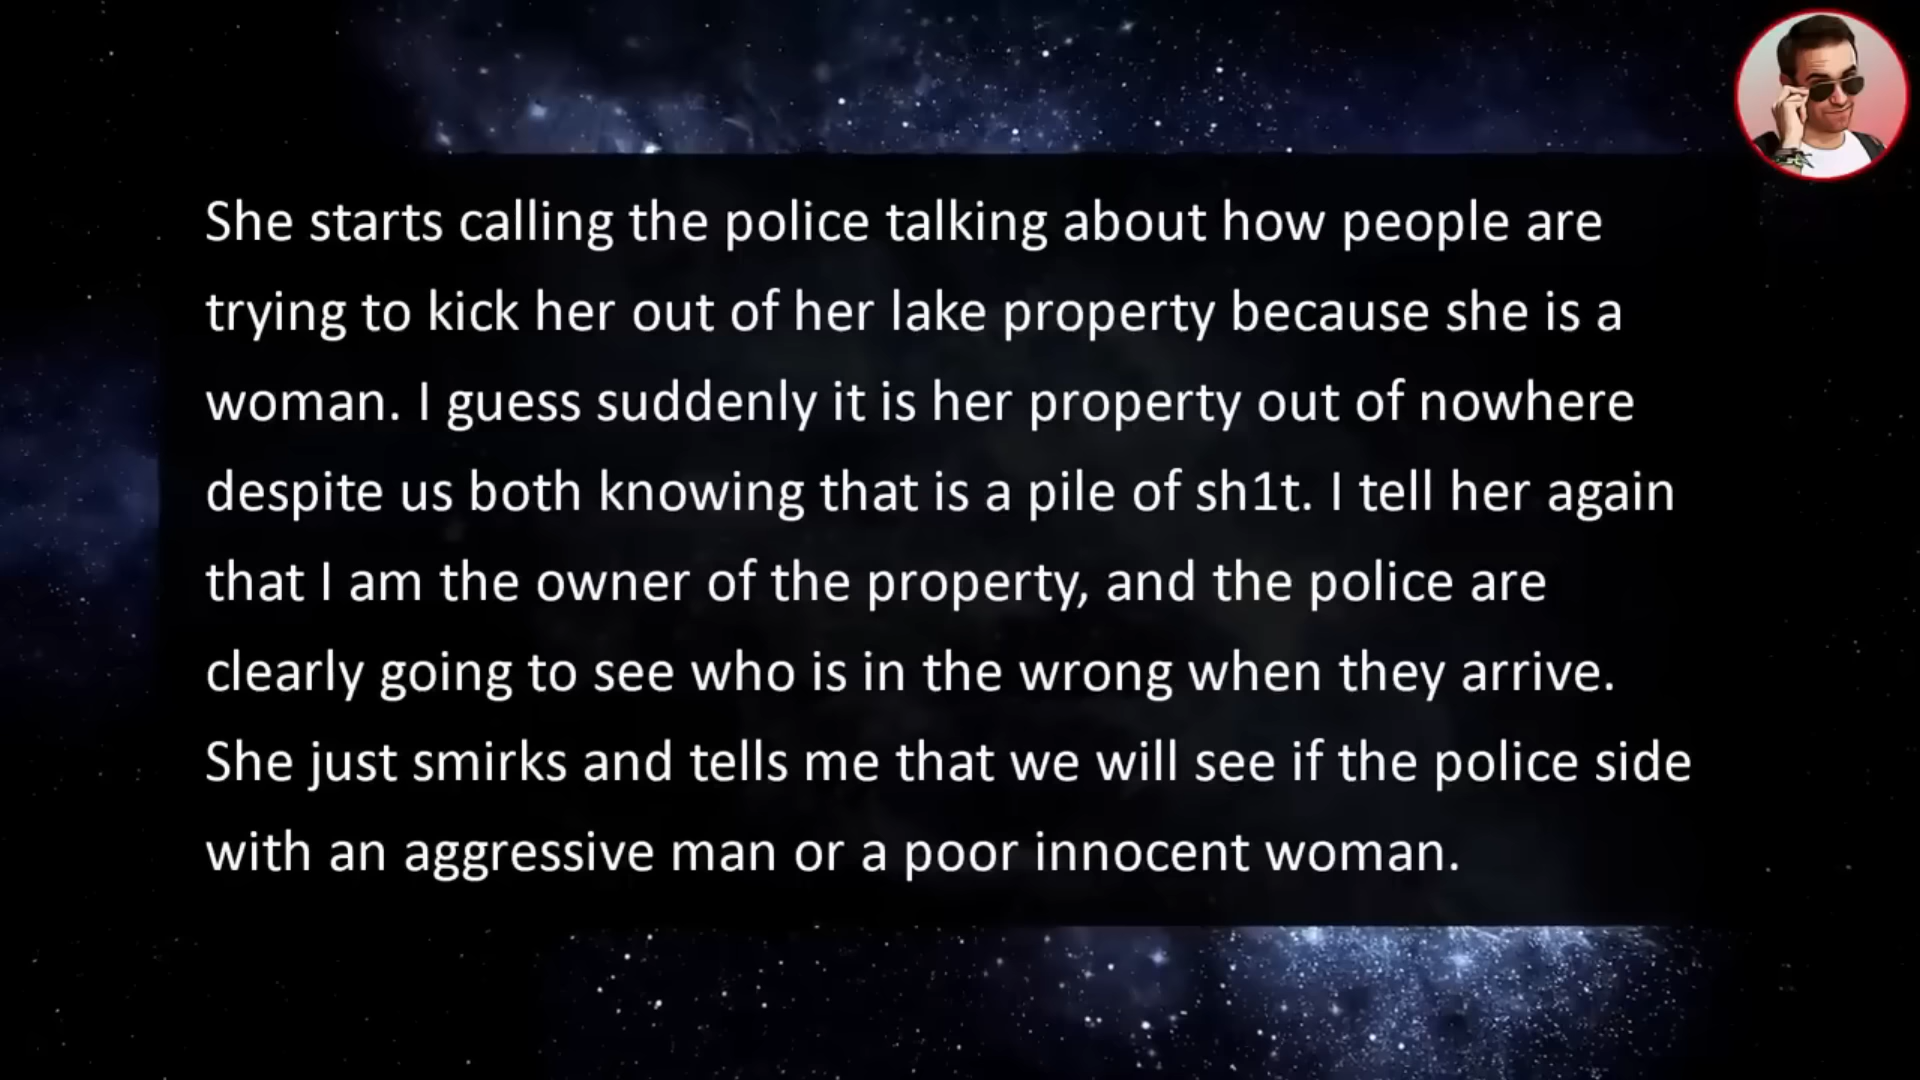 She starts calling the police talking about how people are
trying to kick her out of her lake property because she is a
woman. I guess suddenly it is her property out of nowhere
despite us both knowing that is a pile of sh1t. I tell her again
that I am the owner of the property, and the police are
clearly going to see who is in the wrong when they arrive.
She just smirks and tells me that we will see if the police side
with an aggressive man or a poor innocent woman.